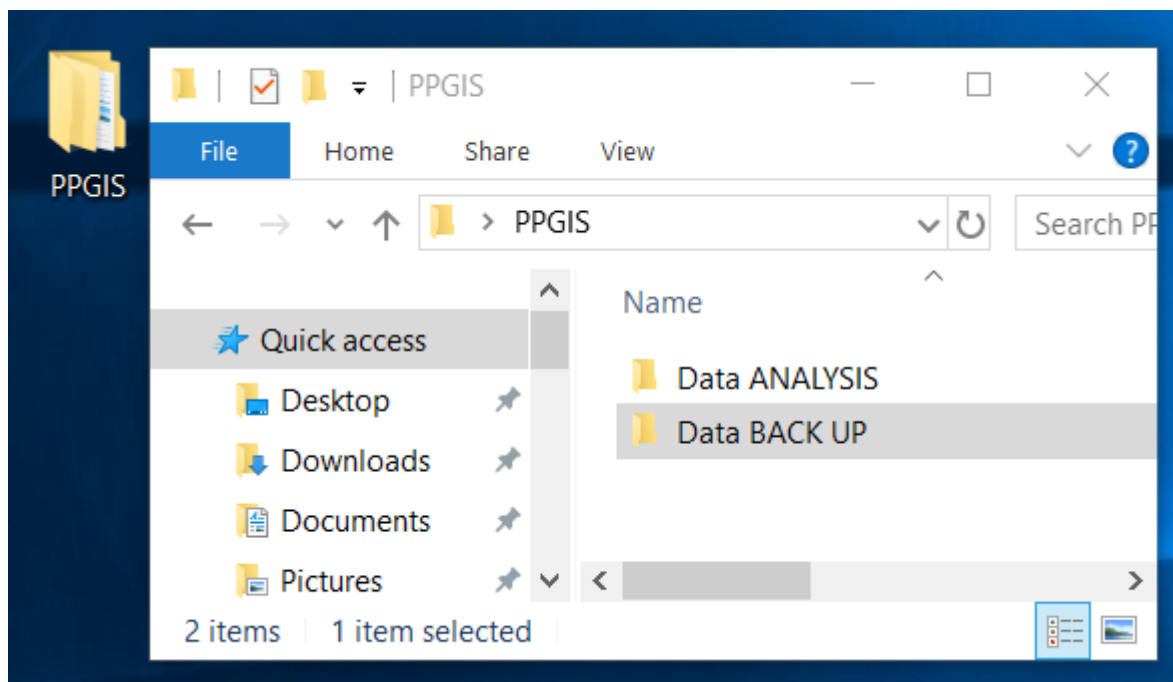 PPGIS
PPGIS
File Home Share View
PPGIS
Search
Name
Quick access
Desktop
Downloads
Documents
Pictures
Data ANALYSIS
Data BACK UP
2 items 1 item selected